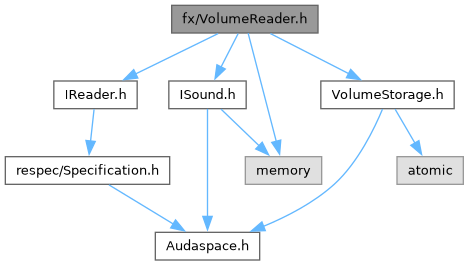 fx/VolumeReader.h
IReader.h
ISound.h
VolumeStorage.h
respec/Specification.h
memory
atomic
Audaspace.h